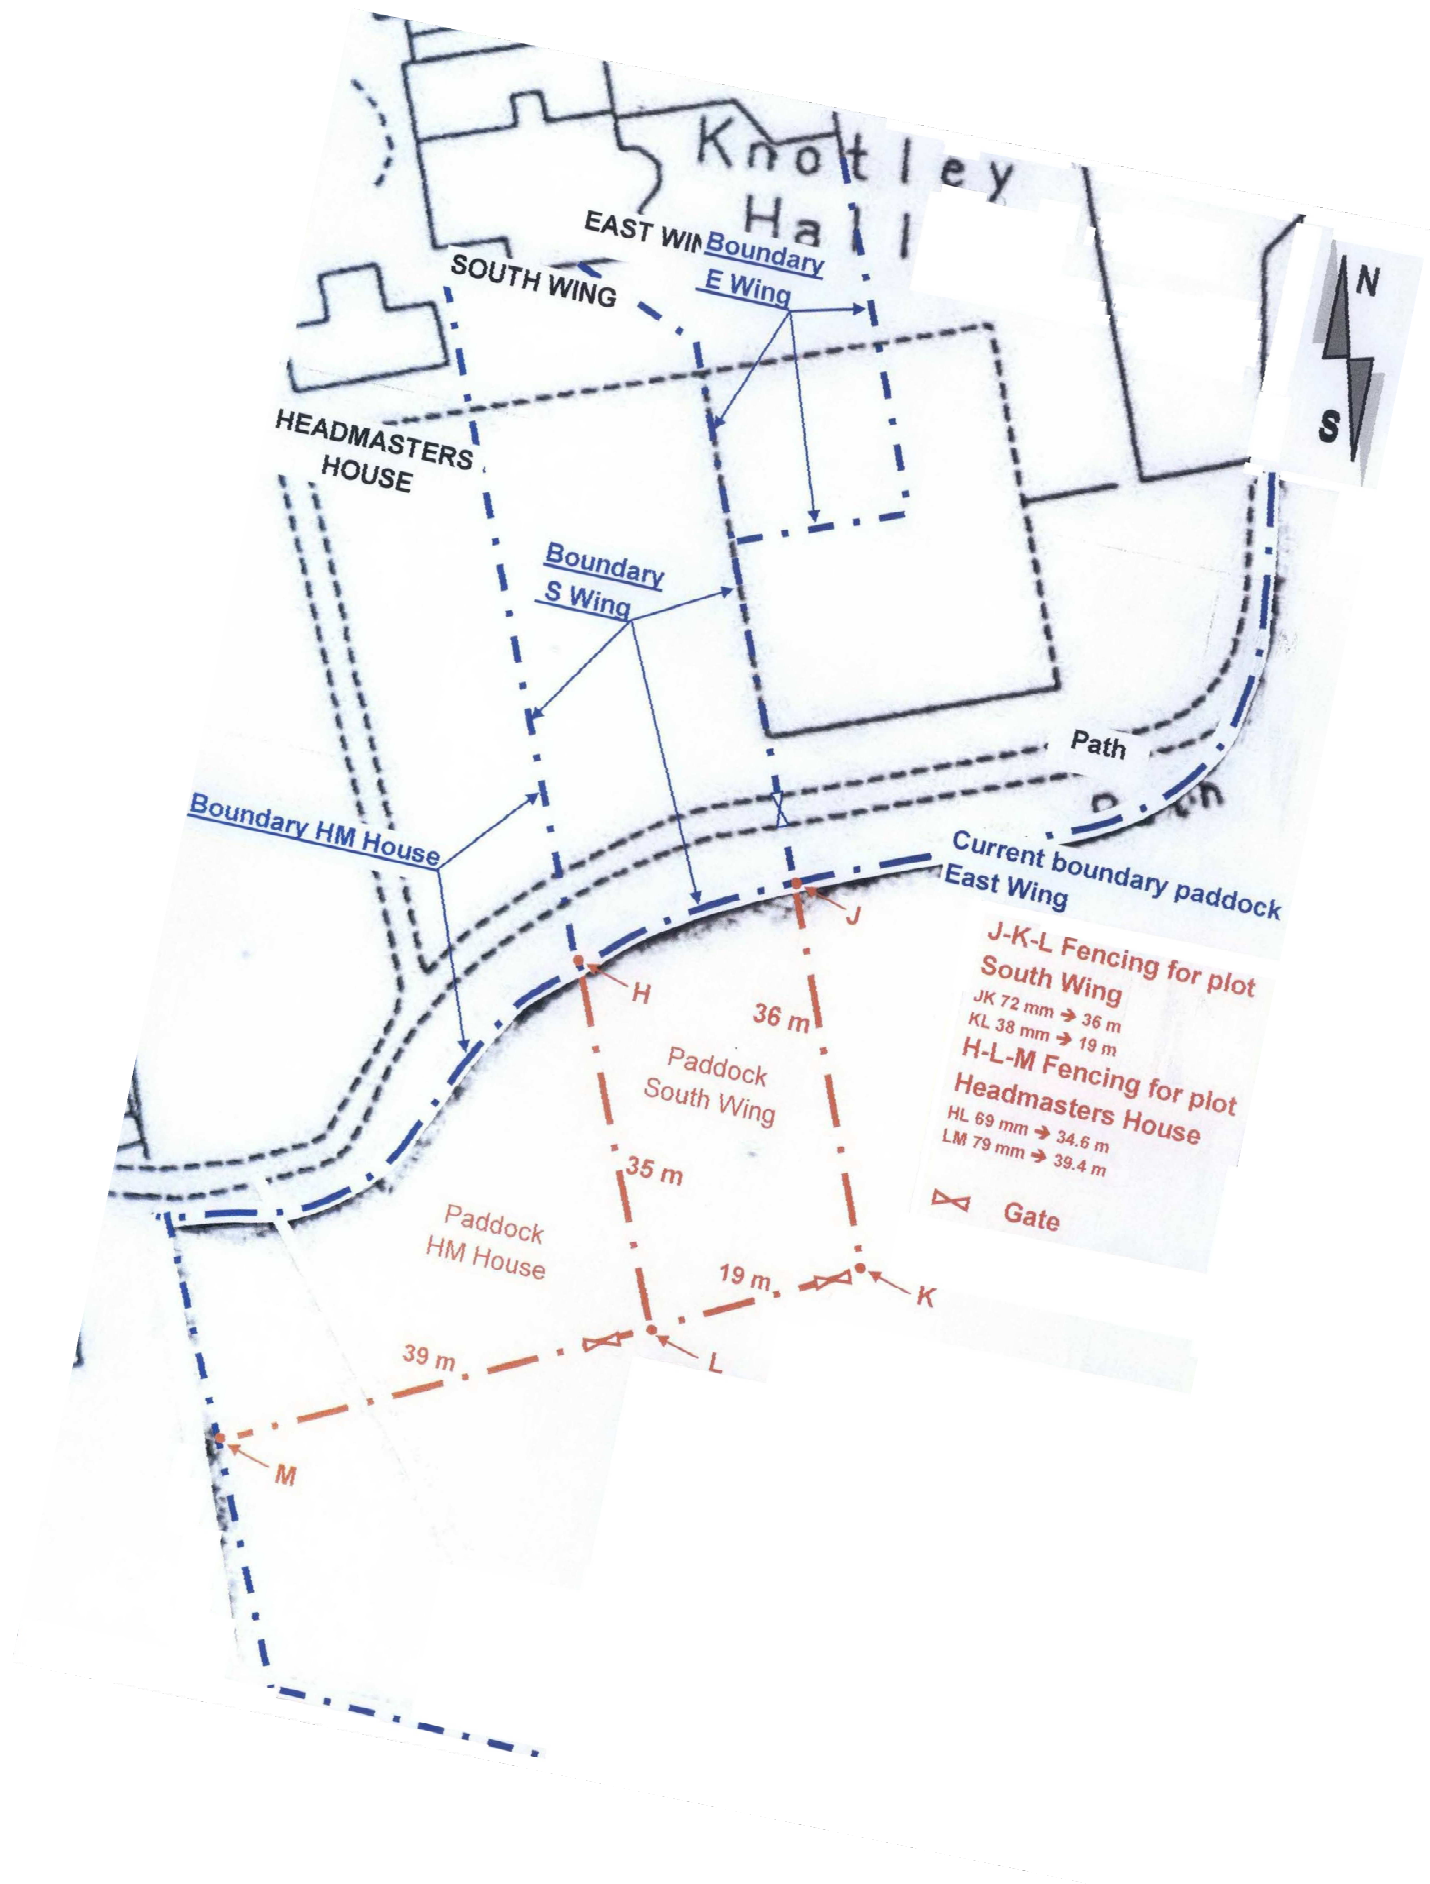 Knotley
Hall
EAST WIN
Boundary
E Wing
SOUTH WING
N
S
HEADMASTERS
HOUSE
Boundary
S Wing
Path
Boundary HM House
Current boundary paddock
East Wing
J
H
36 m
J-K-L Fencing for plot
South Wing
JK 72 mm ➔ 36 m
KL 38 mm ➔ 19 m
H-L-M Fencing for plot
Headmasters House
HL 69 mm ➔ 34.6 m
LM 79 mm ➔ 39.4 m
Gate
Paddock
South Wing
35 m
Paddock
HM House
19 m
K
L
39 m
M